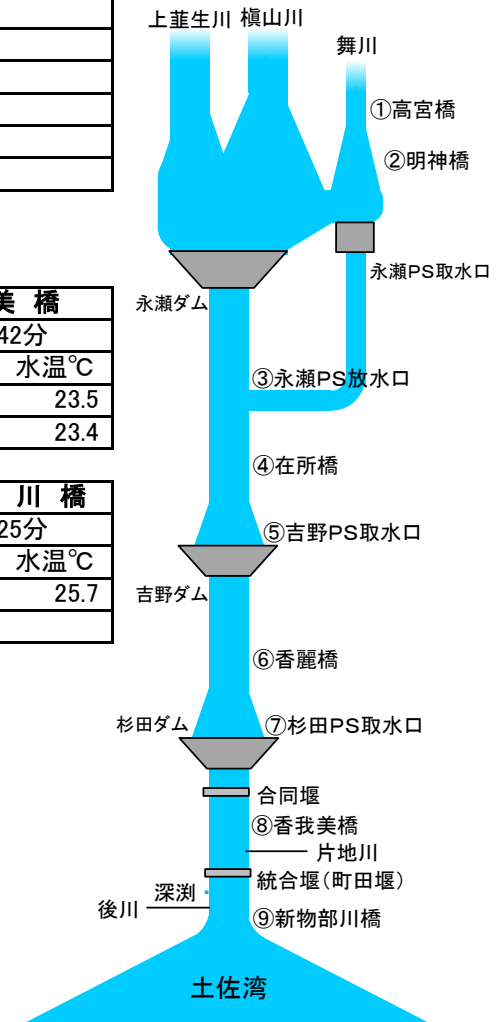 上韮生川 槇山川
舞川
①高宮橋
②明神橋
永瀬PS取水口
永瀬ダム
③永瀬PS放水口
④在所橋
⑤吉野PS取水口
吉野ダム
⑥香麗橋
杉田ダム
⑦杉田PS取水口
合同堰
⑧香我美橋
片地川
統合堰(町田堰)
深渕
後川
⑨新物部川橋
土佐湾
美 橋
42分
水温℃
23.5
23.4
川 橋
25分
水温℃
25.7